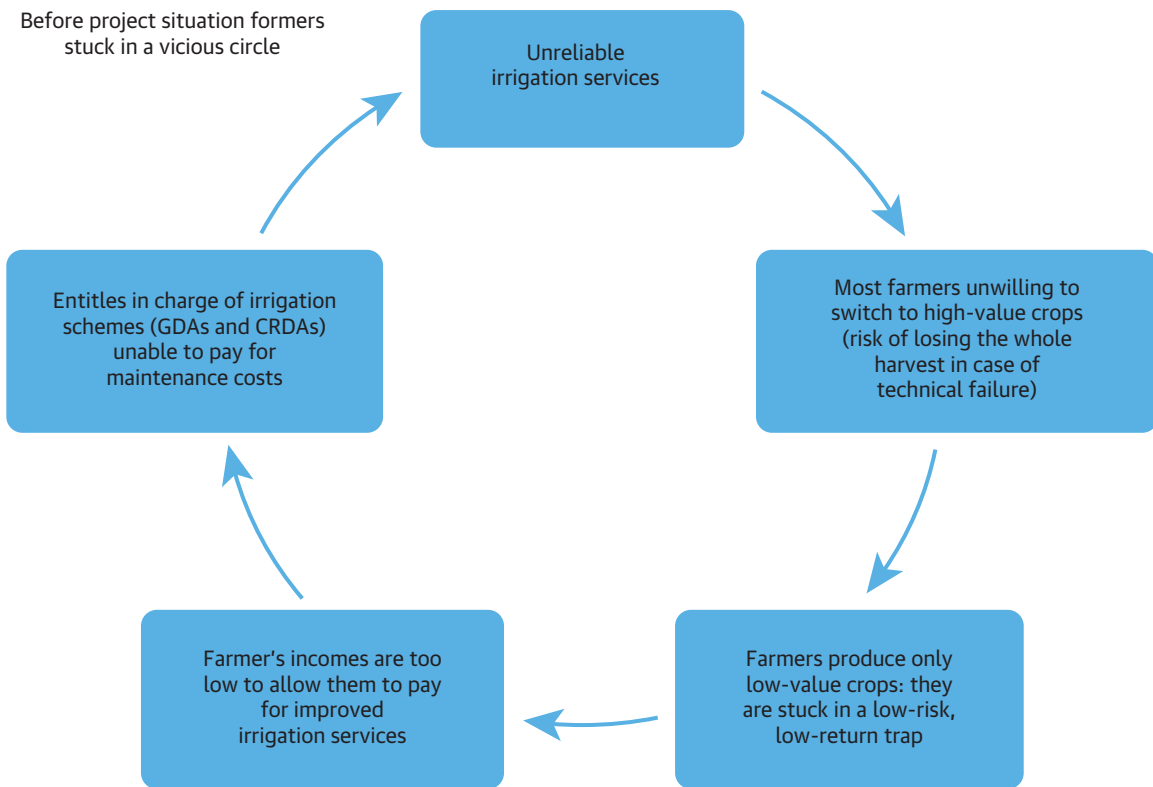 Before project situation formers
stuck in a vicious circle
Unreliable
irrigation services
Most farmers unwilling to
switch to high-value crops
(risk of losing the whole
harvest in case of
technical failure)
Farmers produce only
low-value crops: they
are stuck in a low-risk,
low-return trap
Farmer’s incomes are too
low to allow them to pay
for improved
irrigation services
Entitles in charge of irrigation
schemes (GDAs and CRDAs)
unable to pay for
maintenance costs